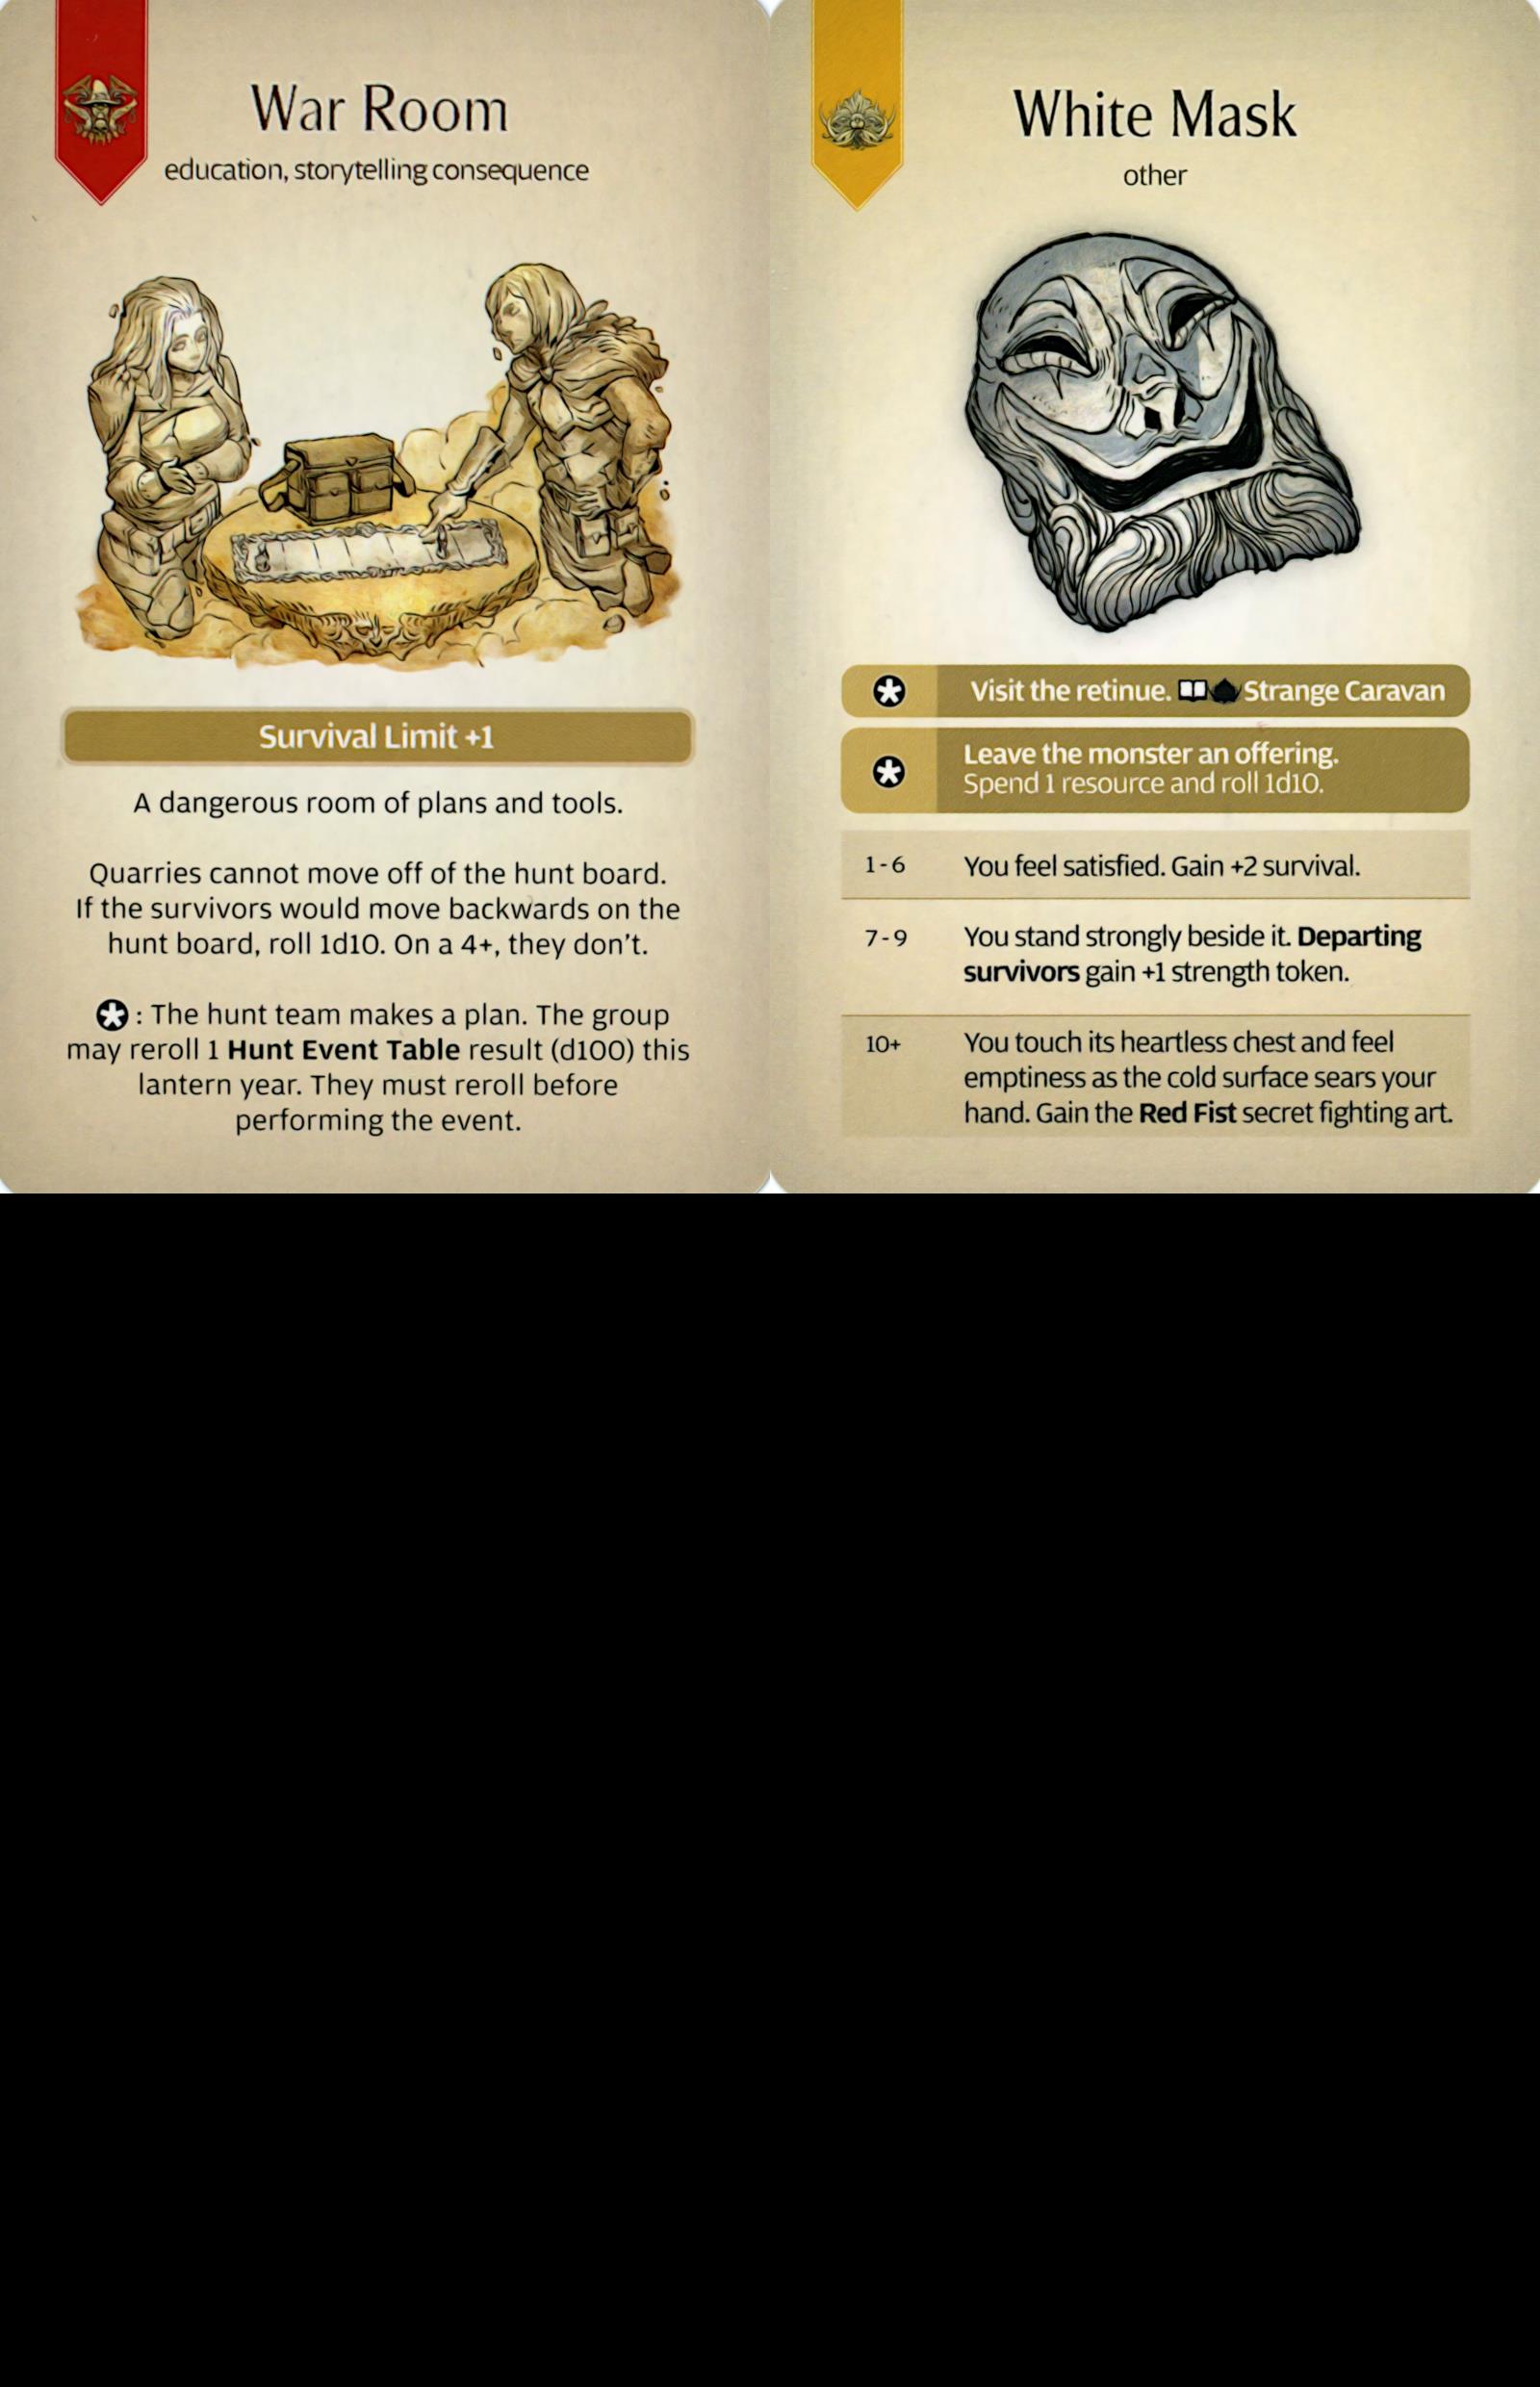 War Room
education, storytelling consequence
Survival Limit +1
A dangerous room of plans and tools.
Quarries cannot move off of the hunt board.
If the survivors would move backwards on the
hunt board, roll 1d10. On a 4+, they don't.
: The hunt team makes a plan. The group
may reroll 1 Hunt Event Table result (d100) this
lantern year. They must reroll before
performing the event.
White Mask
other
Visit the retinue. Strange Caravan
Leave the monster an offering.
Spend 1 resource and roll 1d10.
1-6 You feel satisfied. Gain +2 survival.
7-9 You stand strongly beside it. Departing
survivors gain +1 strength token.
10+ You touch its heartless chest and feel
emptiness as the cold surface sears your
hand. Gain the Red Fist secret fighting art.